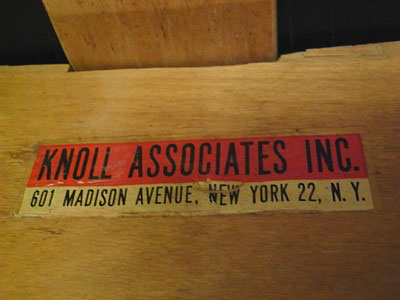 KNOLL ASSOCIATES INC.
601 MADISON AVENUE, NEW YORK 22, N.Y.